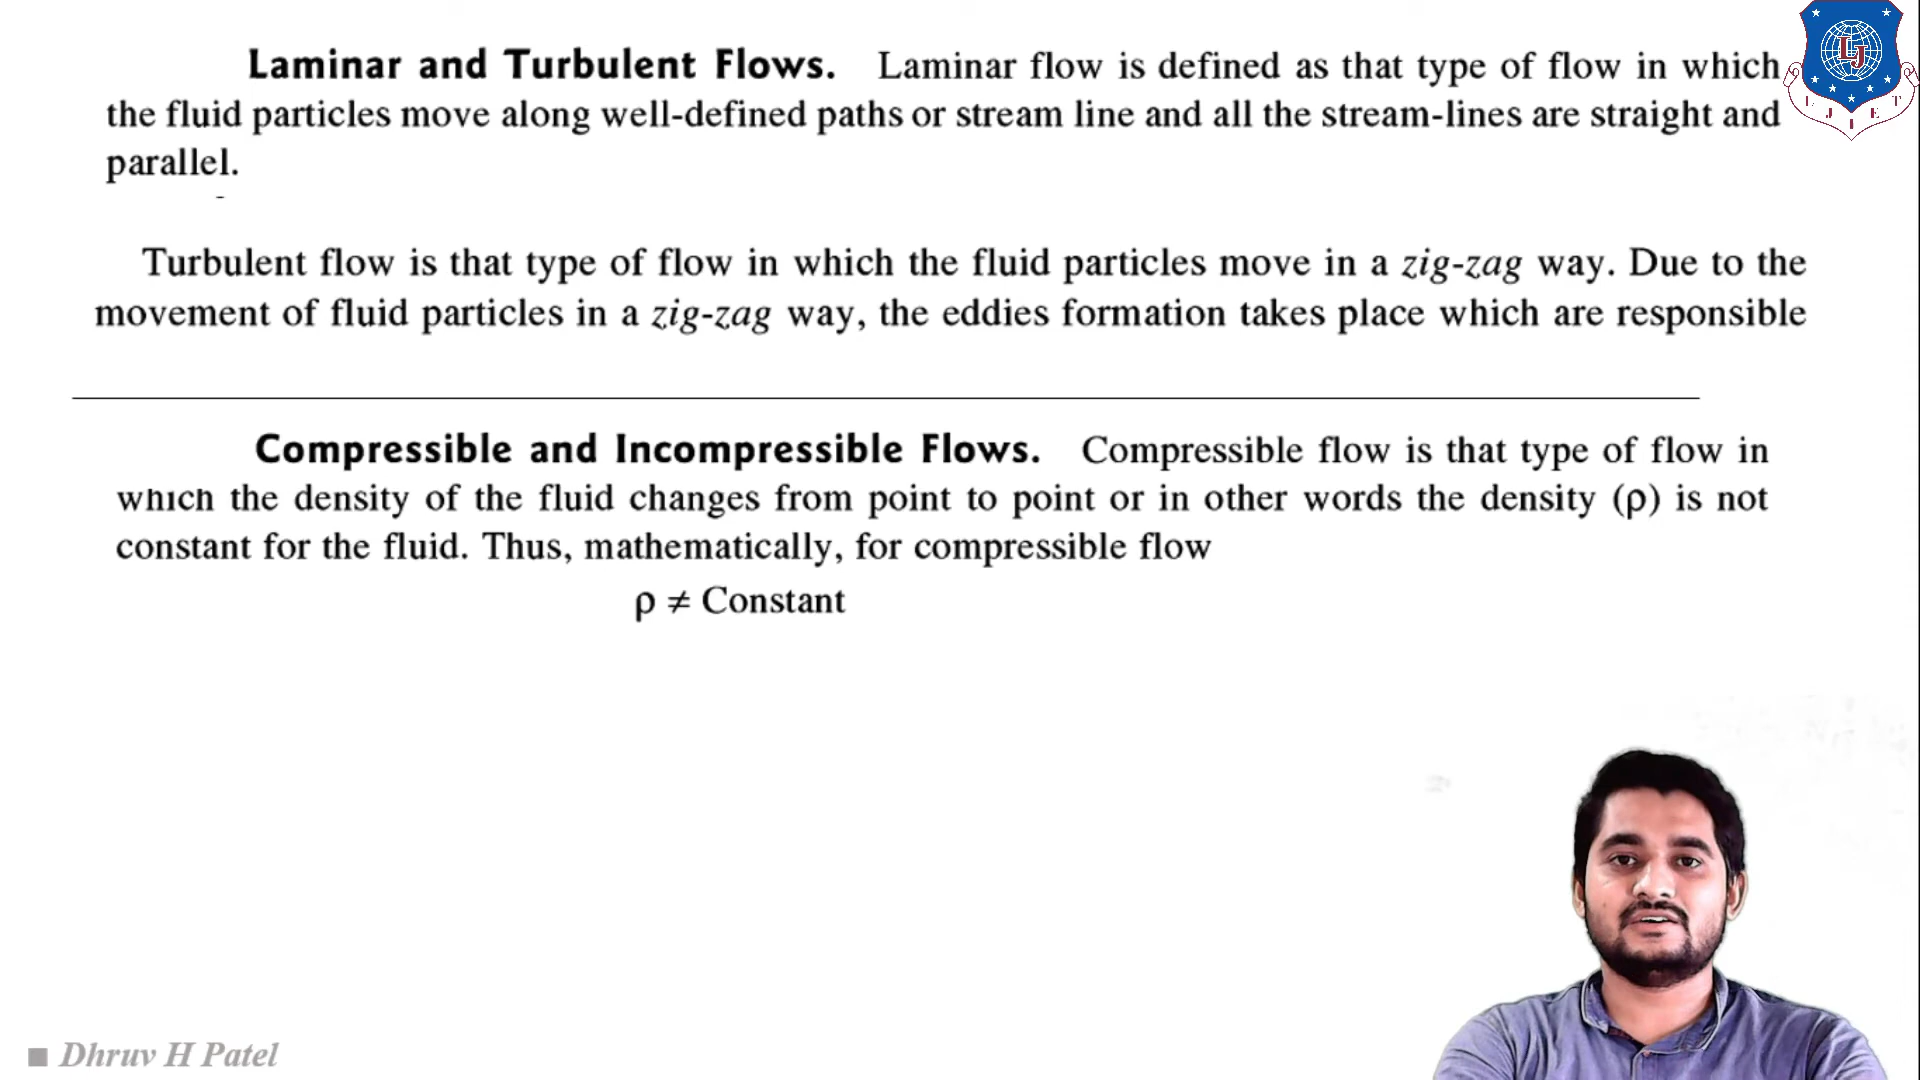 Laminar and Turbulent Flows. Laminar flow is defined as that type of flow in which
the fluid particles move along well-defined paths or stream line and all the stream-lines are straight and
parallel.
Turbulent flow is that type of flow in which the fluid particles move in a zig-zag way. Due to the
movement of fluid particles in a zig-zag way, the eddies formation takes place which are responsible
Compressible and Incompressible Flows. Compressible flow is that type of flow in
which the density of the fluid changes from point to point or in other words the density (ρ) is not
constant for the fluid. Thus, mathematically, for compressible flow
ρ ≠ Constant
LJ
L J I E T
Dhruv H Patel